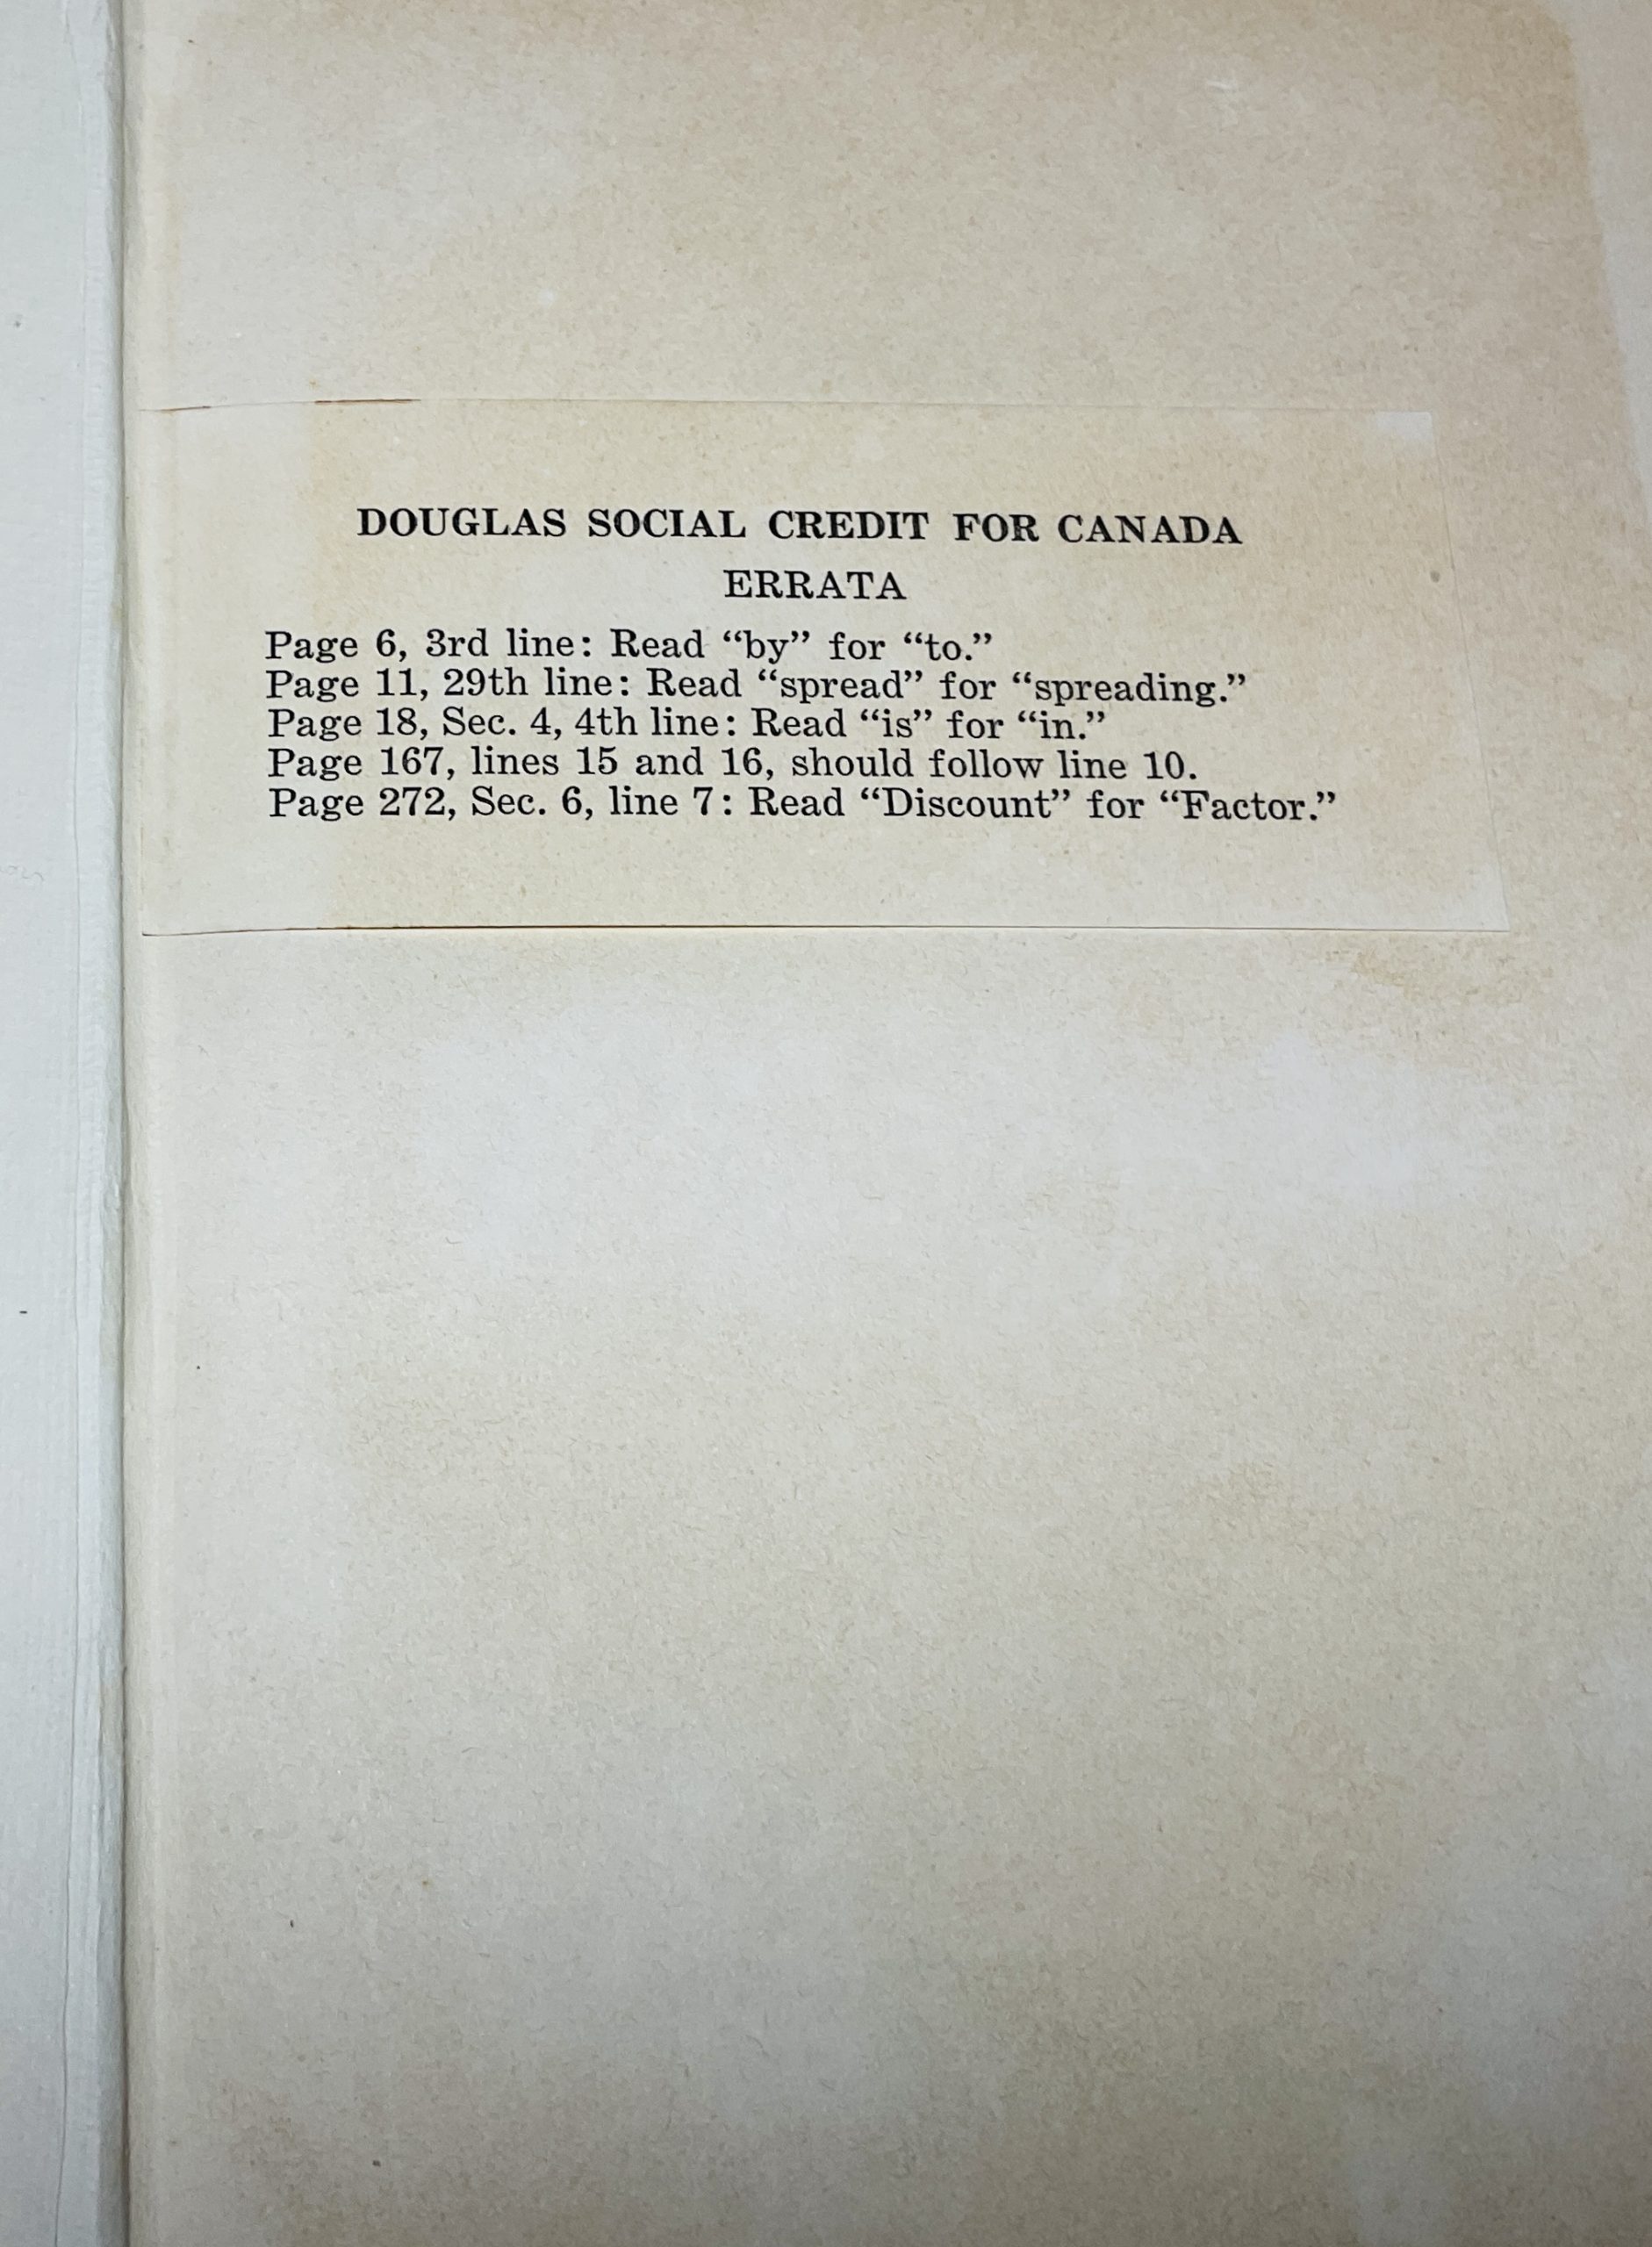 DOUGLAS SOCIAL CREDIT FOR CANADA
ERRATA
Page 6, 3rd line: Read “by” for “to.”
Page 11, 29th line: Read “spread” for “spreading.”
Page 18, Sec. 4, 4th line: Read “is” for “in.”
Page 167, lines 15 and 16, should follow line 10.
Page 272, Sec. 6, line 7: Read “Discount” for “Factor.”